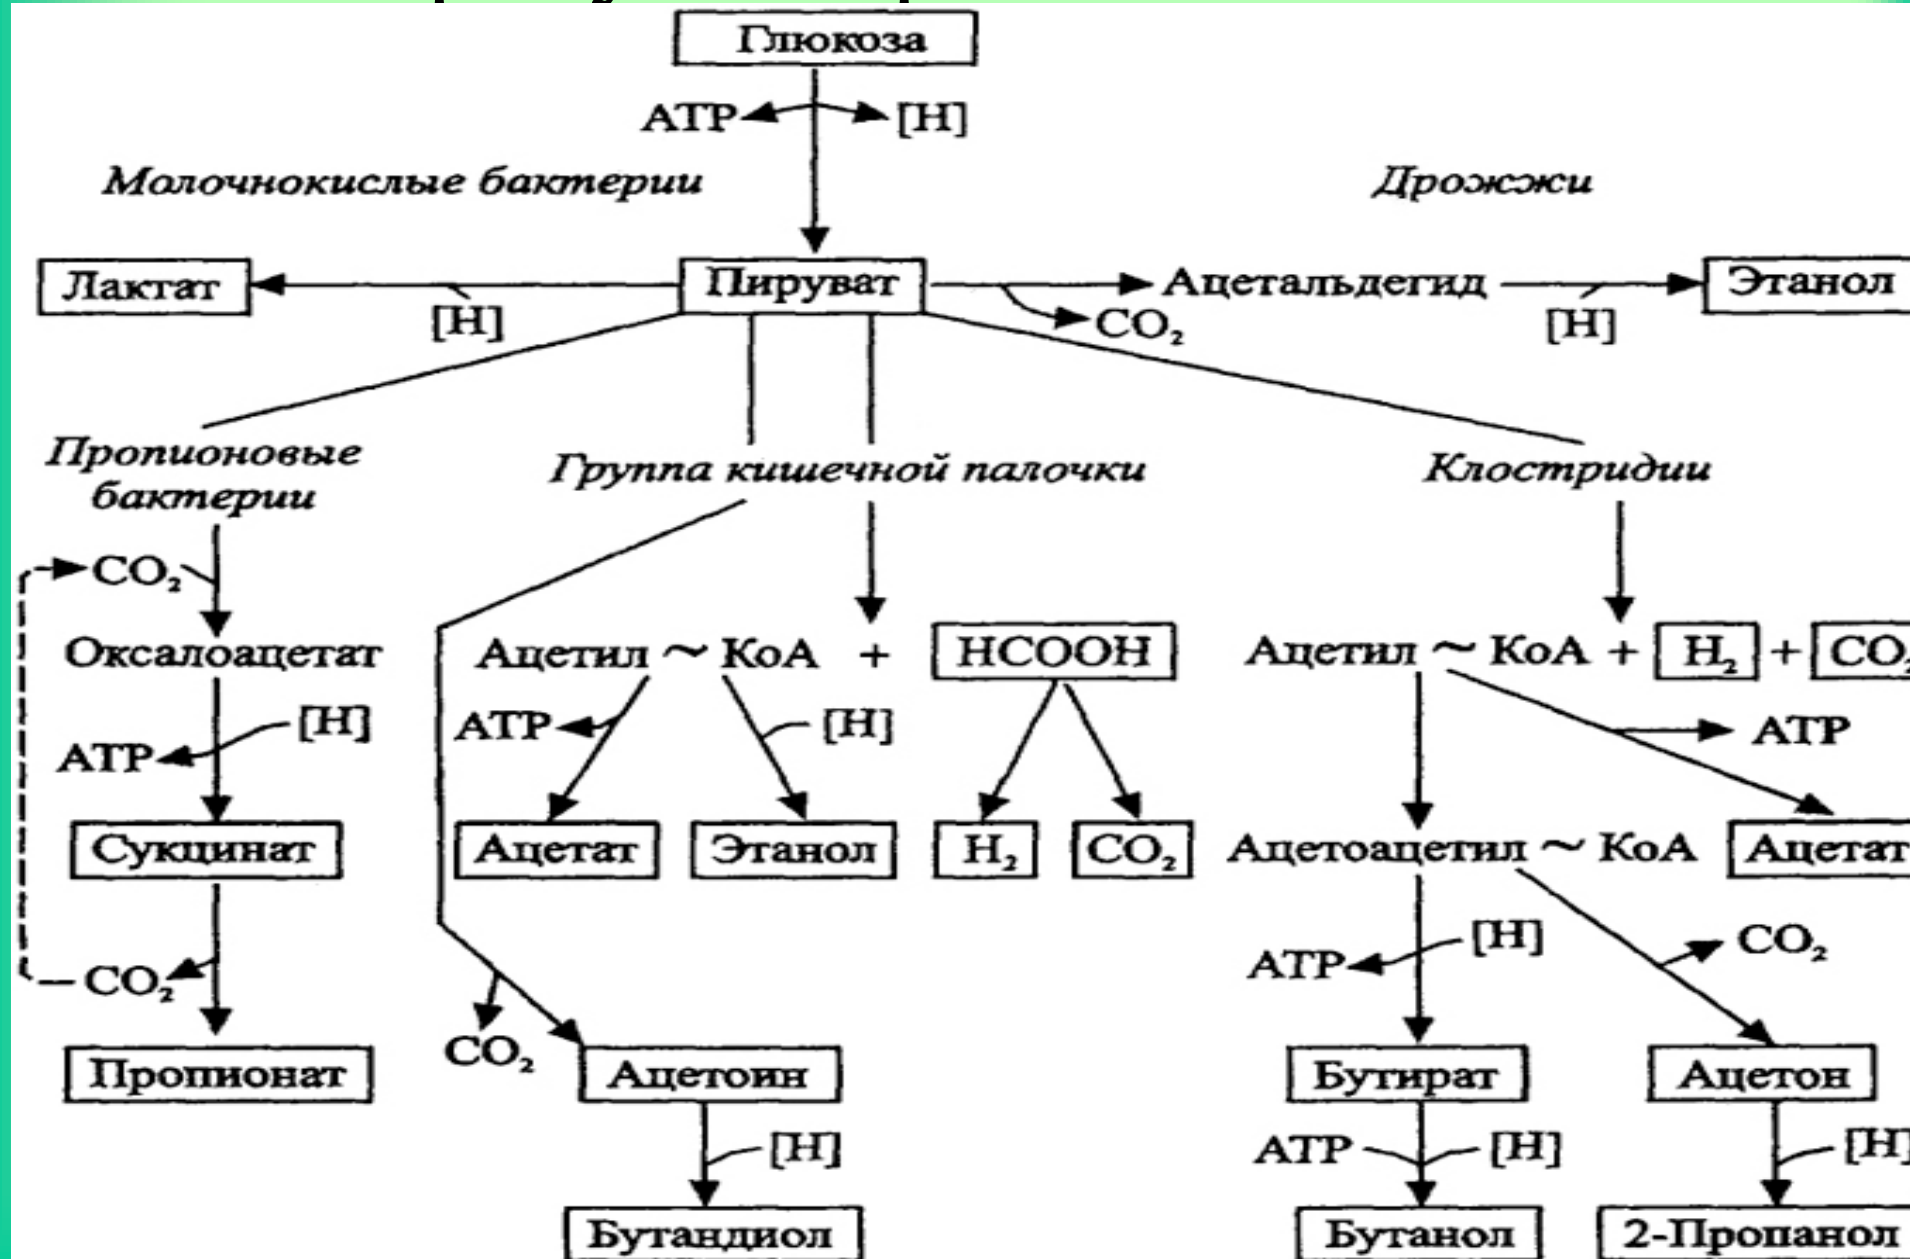 Глюкоза
ATP [H]
Молочнокислые бактерии Дрожжи
Лактат Пируват Ацетальдегид Этанол
[H] CO₂ [H]
Пропионовые
бактерии
Группа кишечной палочки Клостридии
CO₂
Оксалоацетат Ацетил ~ КоА + HCOOH Ацетил ~ КоА + H₂ + CO₂
[H] ATP [H] ATP
ATP
Сукцинат Ацетат Этанол H₂ CO₂ Ацетоацетил ~ КоА Ацетат
[H] CO₂
ATP
CO₂
CO₂
Пропионат Ацетоин Бутират Ацетон
[H] ATP [H] [H]
Бутандиол Бутанол 2-Пропанол